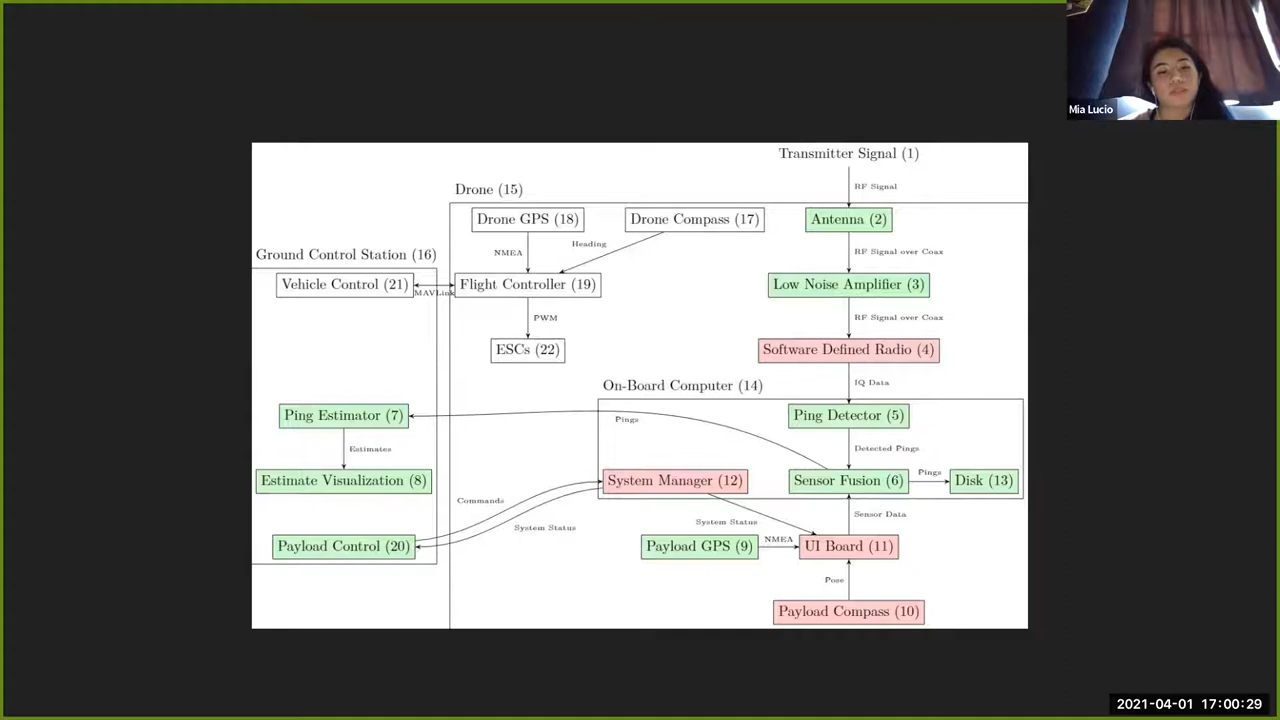 Mia Lucio
Transmitter Signal (1)
RF Signal
Drone (15)
Drone GPS (18)
Drone Compass (17)
Antenna (2)
NMEA
Heading
RF Signal over Coax
Ground Control Station (16)
Vehicle Control (21)
MAVLink
Flight Controller (19)
Low Noise Amplifier (3)
PWM
RF Signal over Coax
ESCs (22)
Software Defined Radio (4)
IQ Data
On-Board Computer (14)
Ping Estimator (7)
Pings
Ping Detector (5)
Estimates
Detected Pings
Estimate Visualization (8)
System Manager (12)
Sensor Fusion (6)
Pings
Disk (13)
Commands
System Status
System Status
Sensor Data
Payload Control (20)
Payload GPS (9)
NMEA
UI Board (11)
Pose
Payload Compass (10)
2021-04-01 17:00:29